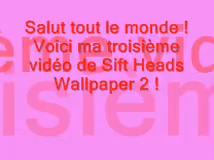 Salut tout le monde !
Voici ma troisième
vidéo de Sift Heads
Wallpaper 2 !